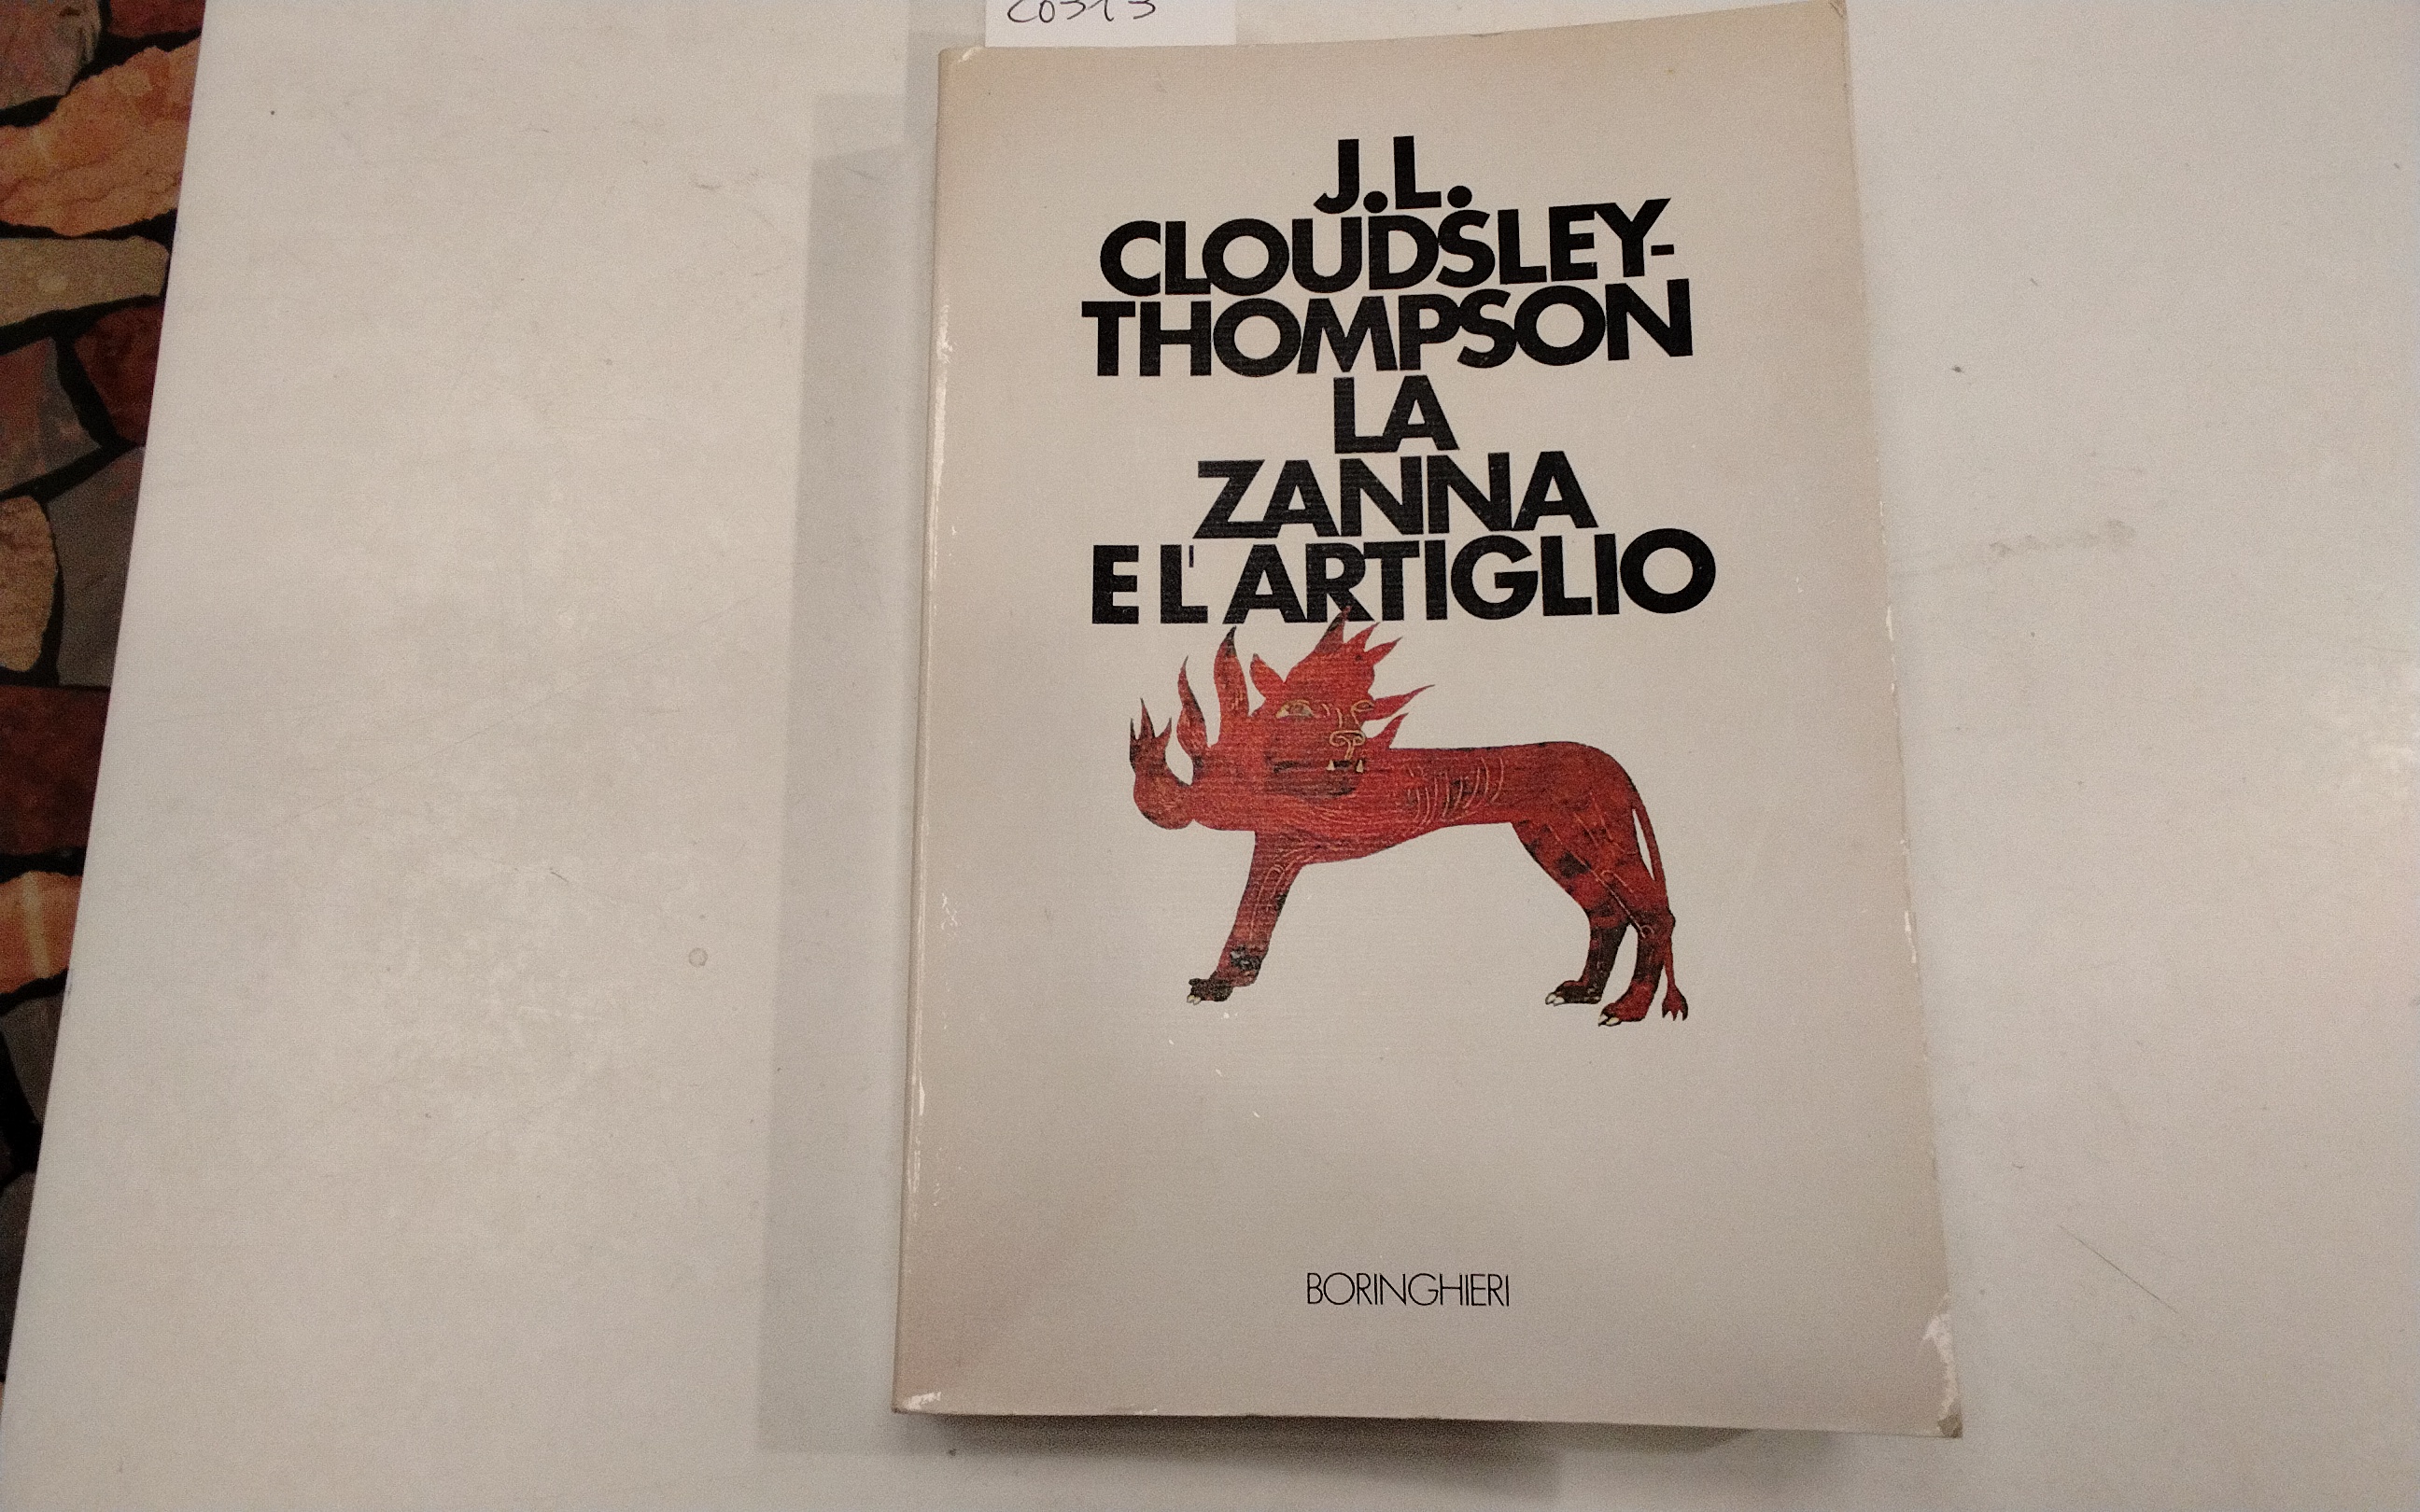 J.L.
CLOUDSLEY-
THOMPSON
LA
ZANNA
E L'ARTIGLIO
BORINGHIERI